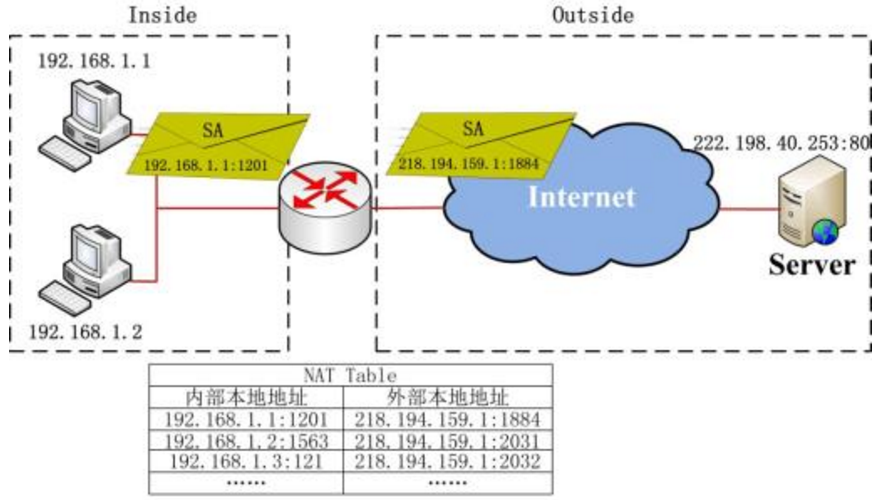 Inside
Outside
192.168.1.1
SA
192.168.1.1:1201
SA
218.194.159.1:1884
222.198.40.253:80
Internet
Server
192.168.1.2
NAT Table
内部本地地址 外部本地地址
192.168.1.1:1201 218.194.159.1:1884
192.168.1.2:1563 218.194.159.1:2031
192.168.1.3:121 218.194.159.1:2032
…… ……